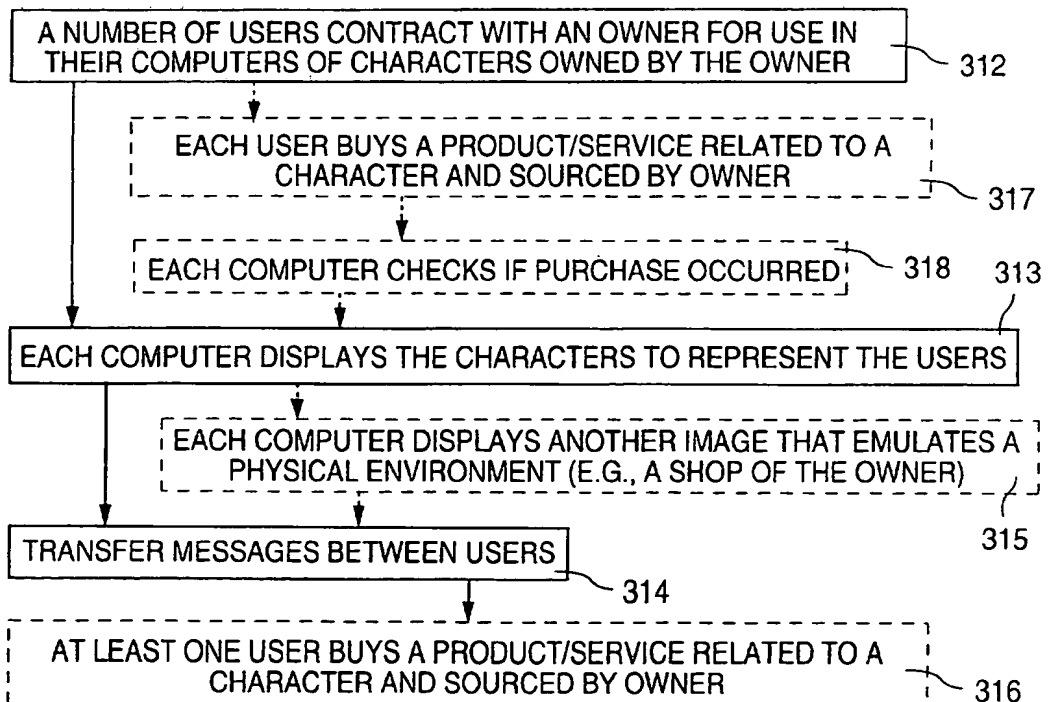 A NUMBER OF USERS CONTRACT WITH AN OWNER FOR USE IN
THEIR COMPUTERS OF CHARACTERS OWNED BY THE OWNER
312
EACH USER BUYS A PRODUCT/SERVICE RELATED TO A
CHARACTER AND SOURCED BY OWNER
317
EACH COMPUTER CHECKS IF PURCHASE OCCURRED
318
313
EACH COMPUTER DISPLAYS THE CHARACTERS TO REPRESENT THE USERS
EACH COMPUTER DISPLAYS ANOTHER IMAGE THAT EMULATES A
PHYSICAL ENVIRONMENT (E.G., A SHOP OF THE OWNER)
315
TRANSFER MESSAGES BETWEEN USERS
314
AT LEAST ONE USER BUYS A PRODUCT/SERVICE RELATED TO A
CHARACTER AND SOURCED BY OWNER
316